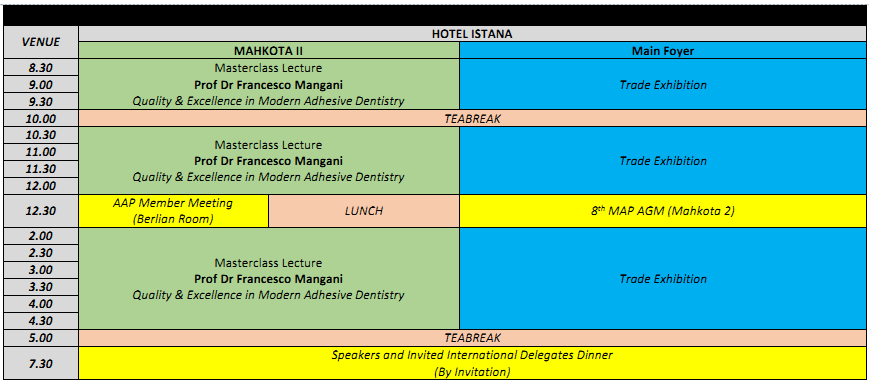 VENUE
HOTEL ISTANA
MAHKOTA II
Main Foyer
8.30
9.00
9.30
Masterclass Lecture
Prof Dr Francesco Mangani
Quality & Excellence in Modern Adhesive Dentistry
Trade Exhibition
10.00
TEABREAK
10.30
11.00
11.30
12.00
Masterclass Lecture
Prof Dr Francesco Mangani
Quality & Excellence in Modern Adhesive Dentistry
Trade Exhibition
12.30
AAP Member Meeting
(Berlian Room)
LUNCH
8th MAP AGM (Mahkota 2)
2.00
2.30
3.00
3.30
4.00
4.30
Masterclass Lecture
Prof Dr Francesco Mangani
Quality & Excellence in Modern Adhesive Dentistry
Trade Exhibition
5.00
TEABREAK
7.30
Speakers and Invited International Delegates Dinner
(By Invitation)